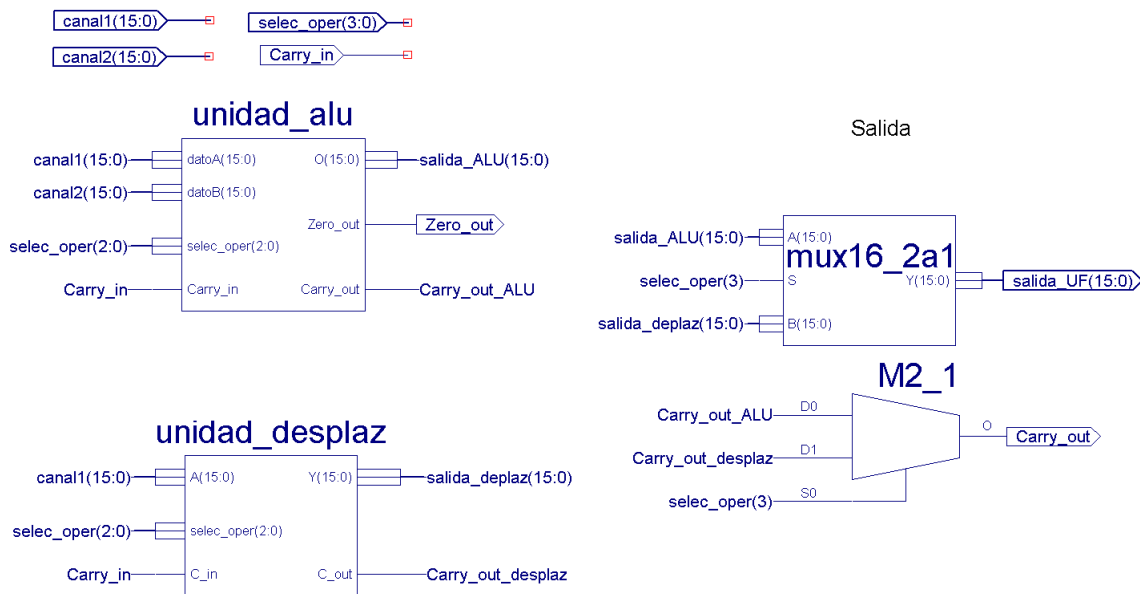 canal1(15:0)
selec_oper(3:0)
canal2(15:0)
Carry_in
unidad_alu
canal1(15:0)
datoA(15:0)
O(15:0)
salida_ALU(15:0)
canal2(15:0)
datoB(15:0)
Zero_out
Zero_out
selec_oper(2:0)
selec_oper(2:0)
Carry_in
Carry_in
Carry_out
Carry_out_ALU
Salida
salida_ALU(15:0)
A(15:0)
mux16_2a1
selec_oper(3)
S
Y(15:0)
salida_UF(15:0)
salida_deplaz(15:0)
B(15:0)
M2_1
Carry_out_ALU
D0
O
Carry_out
Carry_out_desplaz
D1
selec_oper(3)
S0
unidad_desplaz
canal1(15:0)
A(15:0)
Y(15:0)
salida_deplaz(15:0)
selec_oper(2:0)
selec_oper(2:0)
Carry_in
C_in
C_out
Carry_out_desplaz